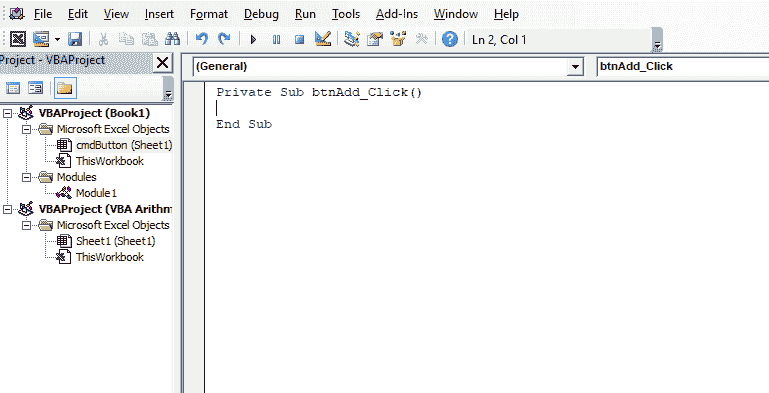 File Edit View Insert Format Debug Run Tools Add-Ins Window Help
Ln 2, Col 1
Project - VBAProject
(General) btnAdd_Click
Private Sub btnAdd_Click()
End Sub
VBAProject (Book1)
Microsoft Excel Objects
cmdButton (Sheet1)
ThisWorkbook
Modules
Module1
VBAProject (VBA Arithm
Microsoft Excel Objects
Sheet1 (Sheet1)
ThisWorkbook